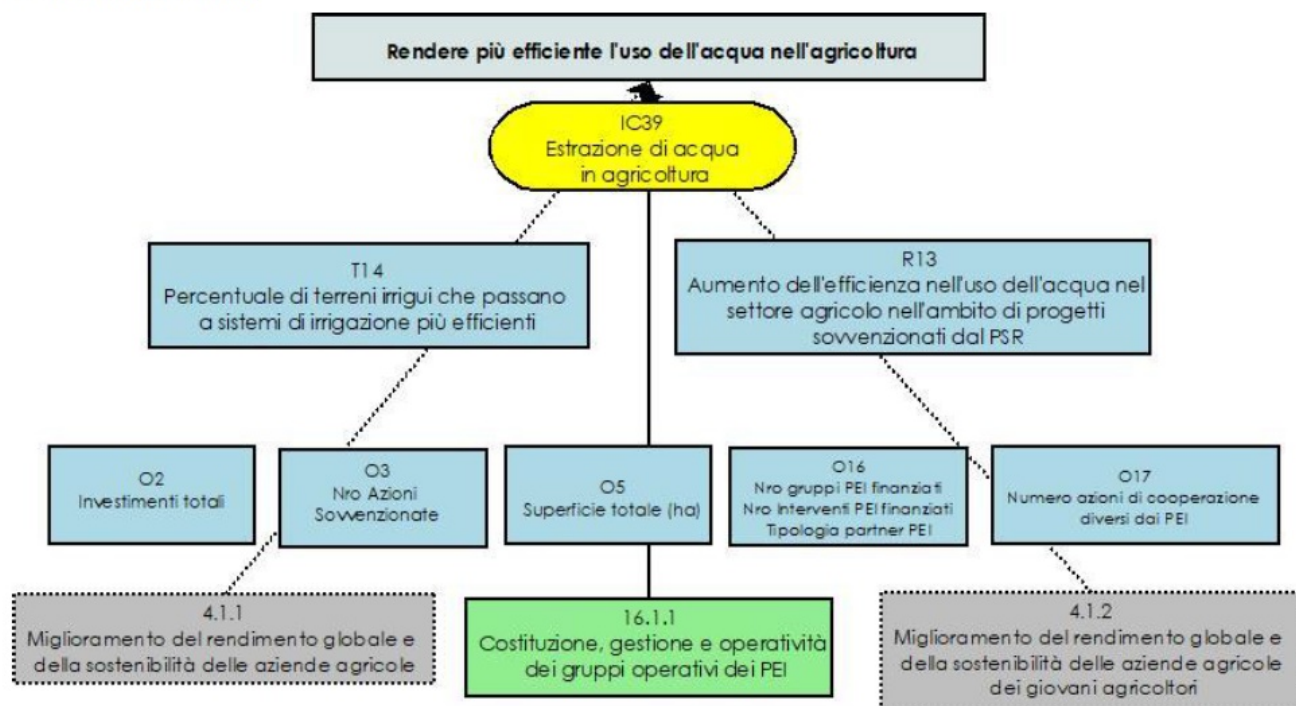 Rendere più efficiente l'uso dell'acqua nell'agricoltura
IC39
Estrazione di acqua
in agricoltura
T14
Percentuale di terreni irrigui che passano
a sistemi di irrigazione più efficienti
R13
Aumento dell'efficienza nell'uso dell'acqua nel
settore agricolo nell'ambito di progetti
sovvenzionati dal PSR
O2
Investimenti totali
O3
Nro Azioni
Sovvenzionate
O5
Superficie totale (ha)
O16
Nro gruppi PEI finanziati
Nro Interventi PEI finanziati
Tipologia partner PEI
O17
Numero azioni di cooperazione
diversi dai PEI
4.1.1
Miglioramento del rendimento globale e
della sostenibilità delle aziende agricole
16.1.1
Costituzione, gestione e operatività
dei gruppi operativi dei PEI
4.1.2
Miglioramento del rendimento globale e
della sostenibilità delle aziende agricole
dei giovani agricoltori